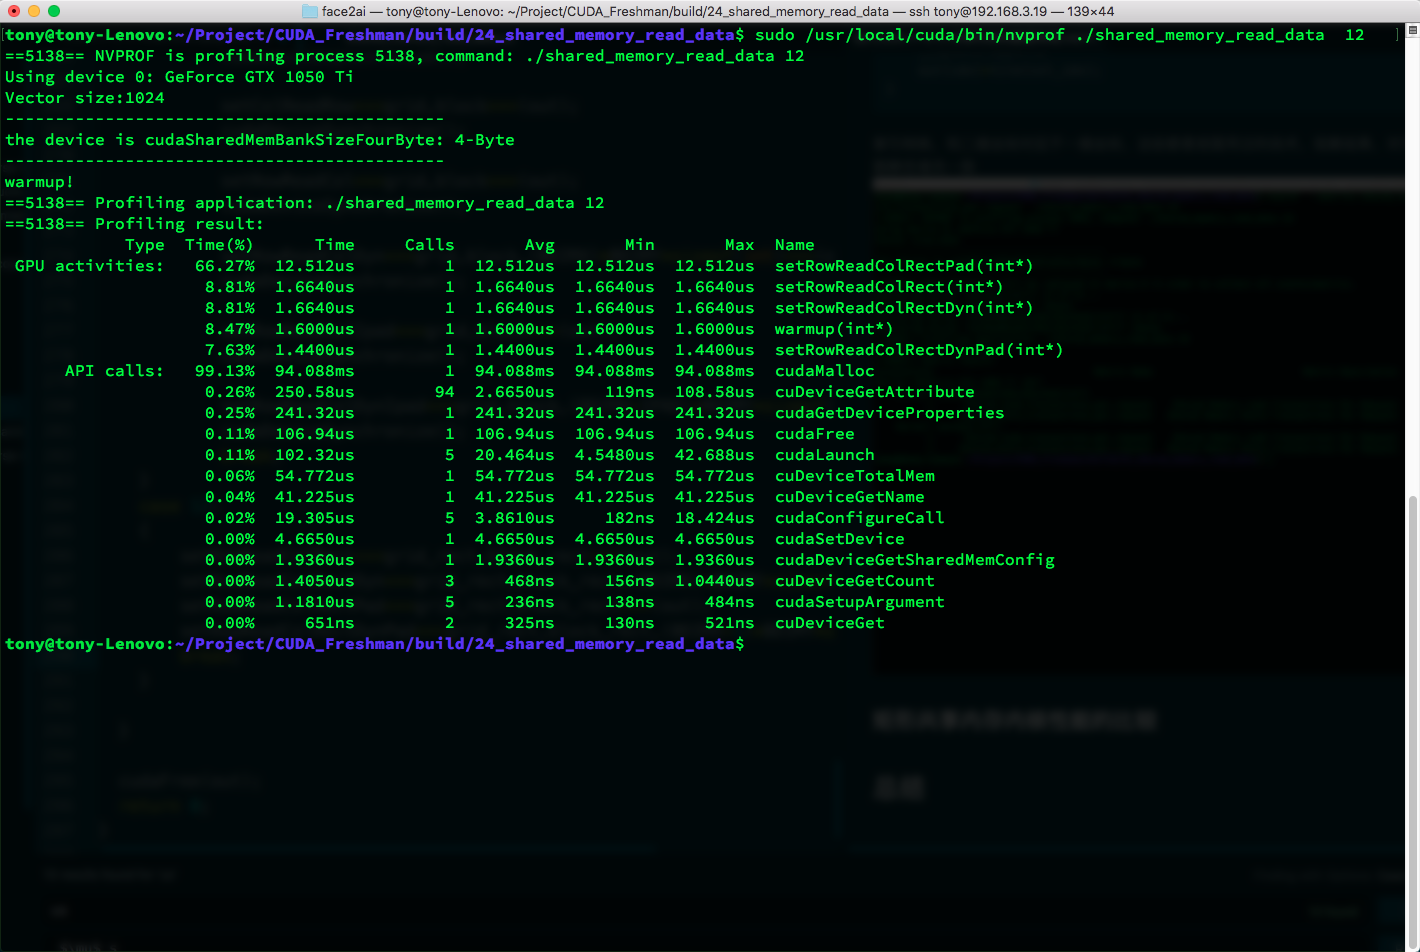 face2ai — tony@tony-Lenovo: ~/Project/CUDA_Freshman/build/24_shared_memory_read_data — ssh tony@192.168.3.19 — 139×44
[tony@tony-Lenovo:~/Project/CUDA_Freshman/build/24_shared_memory_read_data$ sudo /usr/local/cuda/bin/nvprof ./shared_memory_read_data  12    ]
==5138== NVPROF is profiling process 5138, command: ./shared_memory_read_data 12
Using device 0: GeForce GTX 1050 Ti
Vector size:1024
--------------------------------------------
the device is cudaSharedMemBankSizeFourByte: 4-Byte
--------------------------------------------
warmup!
==5138== Profiling application: ./shared_memory_read_data 12
==5138== Profiling result:
            Type  Time(%)      Time     Calls       Avg       Min       Max  Name
 GPU activities:   66.27%  12.512us         1  12.512us  12.512us  12.512us  setRowReadColRectPad(int*)
                    8.81%  1.6640us         1  1.6640us  1.6640us  1.6640us  setRowReadColRect(int*)
                    8.81%  1.6640us         1  1.6640us  1.6640us  1.6640us  setRowReadColRectDyn(int*)
                    8.47%  1.6000us         1  1.6000us  1.6000us  1.6000us  warmup(int*)
                    7.63%  1.4400us         1  1.4400us  1.4400us  1.4400us  setRowReadColRectDynPad(int*)
      API calls:   99.13%  94.088ms         1  94.088ms  94.088ms  94.088ms  cudaMalloc
                    0.26%  250.58us        94  2.6650us     119ns  108.58us  cuDeviceGetAttribute
                    0.25%  241.32us         1  241.32us  241.32us  241.32us  cudaGetDeviceProperties
                    0.11%  106.94us         1  106.94us  106.94us  106.94us  cudaFree
                    0.11%  102.32us         5  20.464us  4.5480us  42.688us  cudaLaunch
                    0.06%  54.772us         1  54.772us  54.772us  54.772us  cuDeviceTotalMem
                    0.04%  41.225us         1  41.225us  41.225us  41.225us  cuDeviceGetName
                    0.02%  19.305us         5  3.8610us     182ns  18.424us  cudaConfigureCall
                    0.00%  4.6650us         1  4.6650us  4.6650us  4.6650us  cudaSetDevice
                    0.00%  1.9360us         1  1.9360us  1.9360us  1.9360us  cudaDeviceGetSharedMemConfig
                    0.00%  1.4050us         3     468ns     156ns  1.0440us  cuDeviceGetCount
                    0.00%  1.1810us         5     236ns     138ns     484ns  cudaSetupArgument
                    0.00%     651ns         2     325ns     130ns     521ns  cuDeviceGet
tony@tony-Lenovo:~/Project/CUDA_Freshman/build/24_shared_memory_read_data$